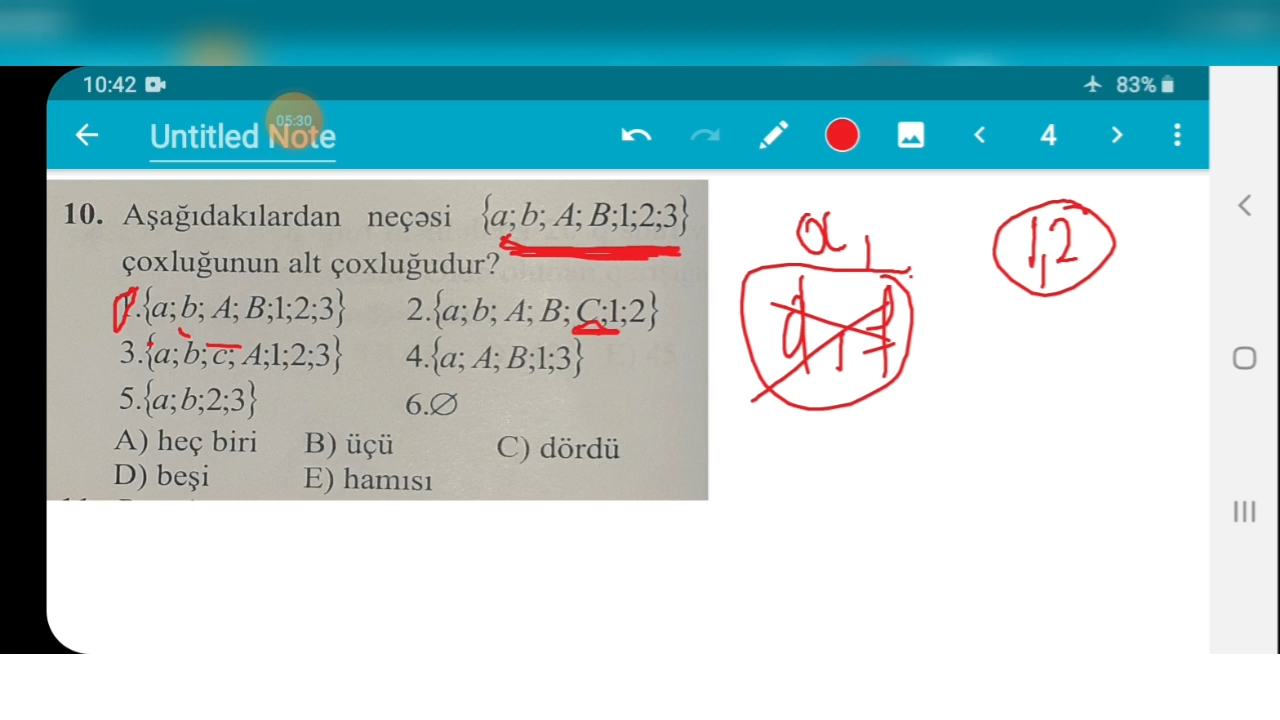 10:42 83%
05:30
Untitled Note 4
10. Aşağıdakılardan neçəsi {a; b; A; B;1;2;3}
çoxluğunun alt çoxluğudur?
1.{a; b; A; B;1;2;3} 2.{a; b; A; B; C;1;2}
3.{a; b; c; A;1;2;3} 4.{a; A; B;1;3}
5.{a; b;2;3} 6.∅
A) heç biri B) üçü C) dördü
D) beşi E) hamısı
1,2